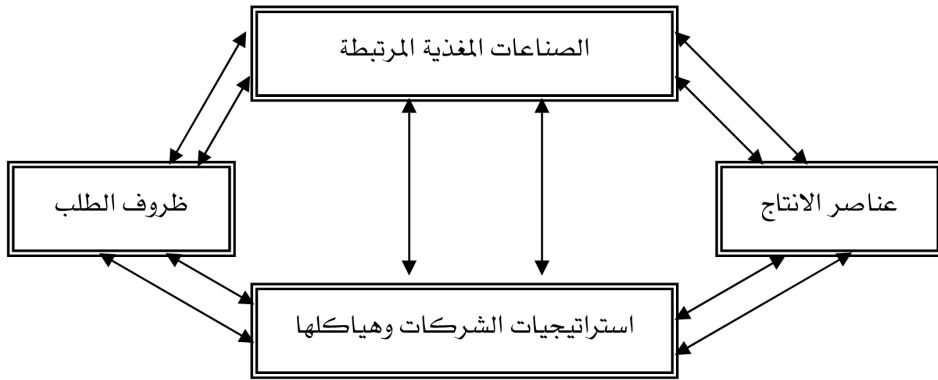 الصناعات المغذية المرتبطة
عناصر الانتاج
ظروف الطلب
استراتيجيات الشركات وهياكلها